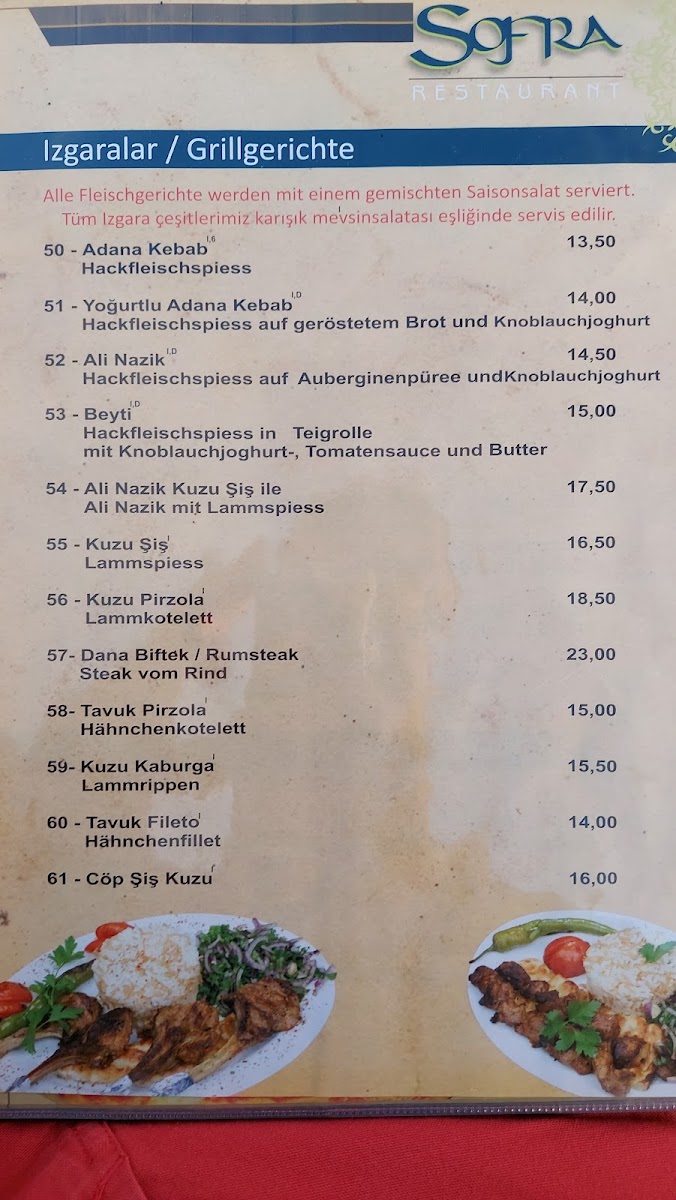 SOFRA
RESTAURANT
Izgaralar / Grillgerichte
Alle Fleischgerichte werden mit einem gemischten Saisonsalat serviert.
Tüm Izgara çeşitlerimiz karışık mevsinsalatası eşliğinde servis edilir.
50 - Adana Kebab I,6 13,50
Hackfleischspiess
51 - Yoğurtlu Adana Kebab I,D 14,00
Hackfleischspiess auf geröstetem Brot und Knoblauchjoghurt
52 - Ali Nazik I,D 14,50
Hackfleischspiess auf Auberginenpüree undKnoblauchjoghurt
53 - Beyti I,D 15,00
Hackfleischspiess in Teigrolle
mit Knoblauchjoghurt-, Tomatensauce und Butter
54 - Ali Nazik Kuzu Şiş ile 17,50
Ali Nazik mit Lammspiess
55 - Kuzu Şiş I 16,50
Lammspiess
56 - Kuzu Pirzola I 18,50
Lammkotelett
57- Dana Biftek / Rumsteak 23,00
Steak vom Rind
58- Tavuk Pirzola I 15,00
Hähnchenkotelett
59- Kuzu Kaburga I 15,50
Lammrippen
60 - Tavuk Fileto I 14,00
Hähnchenfillet
61 - Cöp Şiş Kuzu 16,00